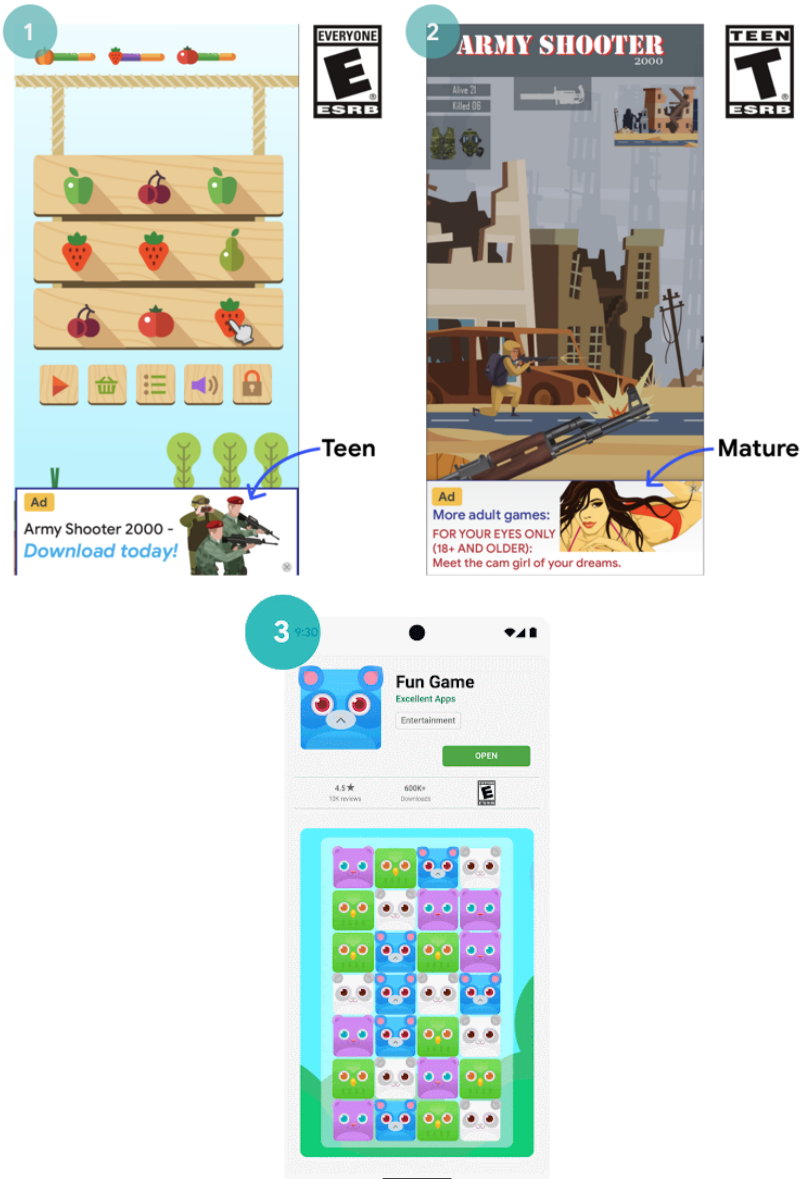 1
EVERYONE
E
ESRB
Teen
Ad
Army Shooter 2000 -
Download today!
2
ARMY SHOOTER
2000
TEEN
T
ESRB
Alive 21
Killed 06
Mature
Ad
More adult games:
FOR YOUR EYES ONLY
(18+ AND OLDER):
Meet the cam girl of your dreams.
3
9:30
Fun Game
Excellent Apps
Entertainment
OPEN
4.5★
600K+
10K reviews
Downloads
E
ESRB